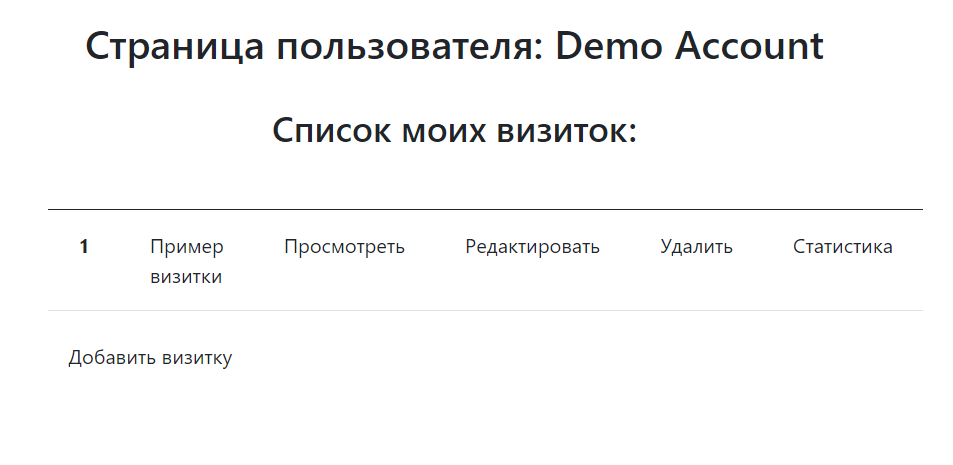 Страница пользователя: Demo Account
Список моих визиток:
1 Пример Просмотреть Редактировать Удалить Статистика
визитки
Добавить визитку